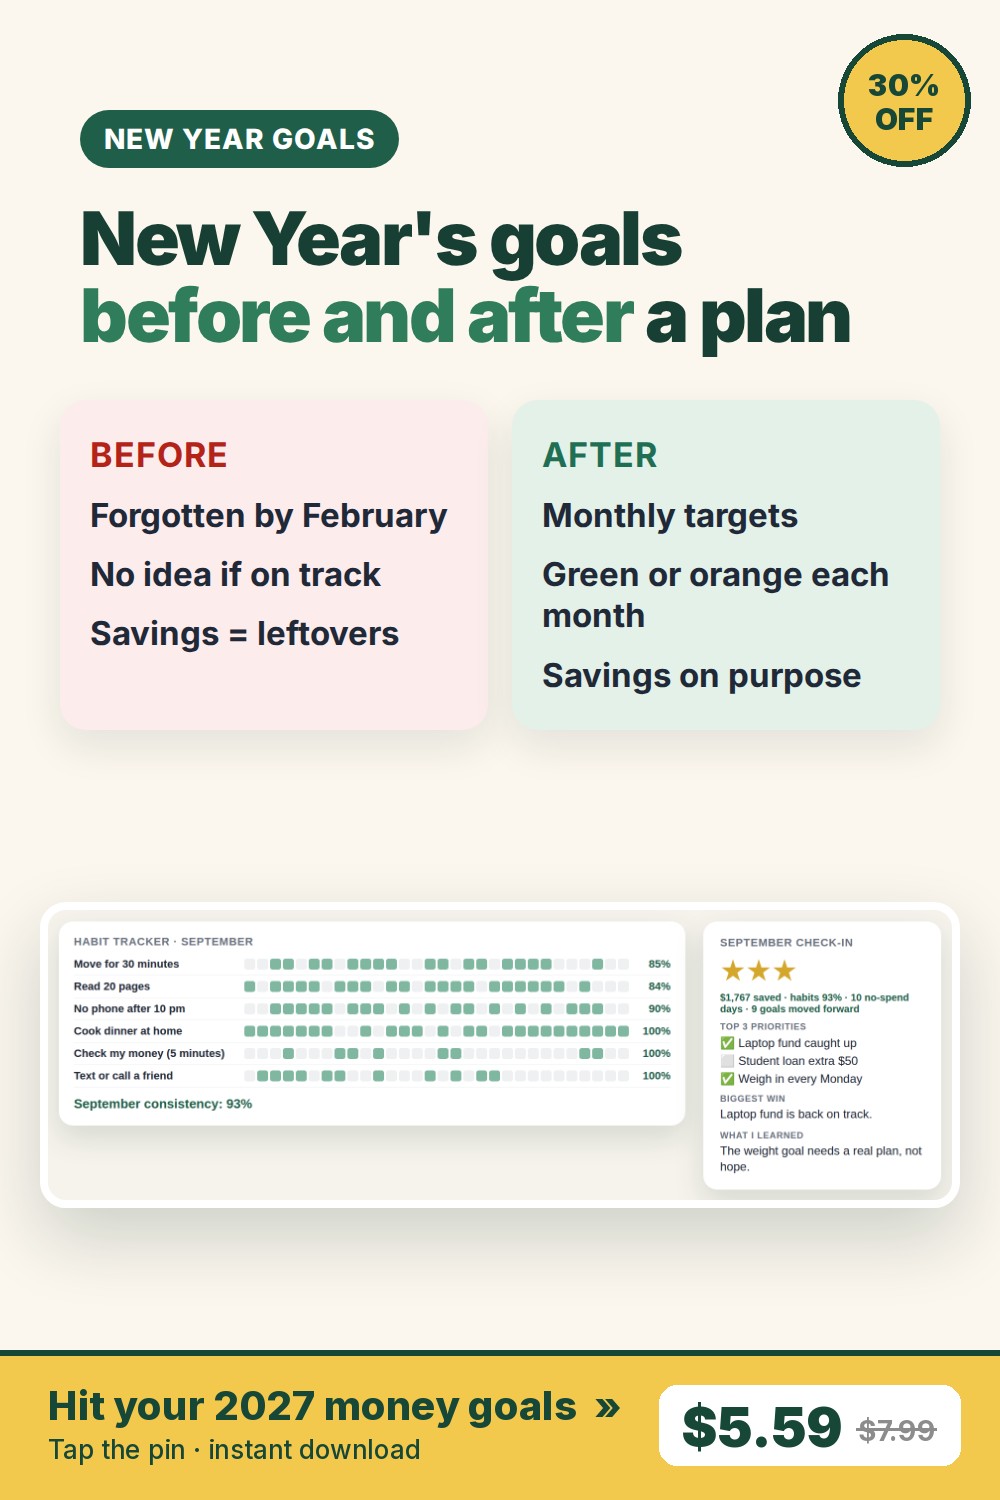 30%
OFF
NEW YEAR GOALS
New Year's goals
before and after a plan
BEFORE
Forgotten by February
No idea if on track
Savings = leftovers
AFTER
Monthly targets
Green or orange each
month
Savings on purpose
HABIT TRACKER · SEPTEMBER
Move for 30 minutes 85%
Read 20 pages 84%
No phone after 10 pm 90%
Cook dinner at home 100%
Check my money (5 minutes) 100%
Text or call a friend 100%
September consistency: 93%
SEPTEMBER CHECK-IN
$1,767 saved · habits 93% · 10 no-spend
days · 9 goals moved forward
TOP 3 PRIORITIES
Laptop fund caught up
Student loan extra $50
Weigh in every Monday
BIGGEST WIN
Laptop fund is back on track.
WHAT I LEARNED
The weight goal needs a real plan, not
hope.
Hit your 2027 money goals »
Tap the pin · instant download
$5.59 $7.99